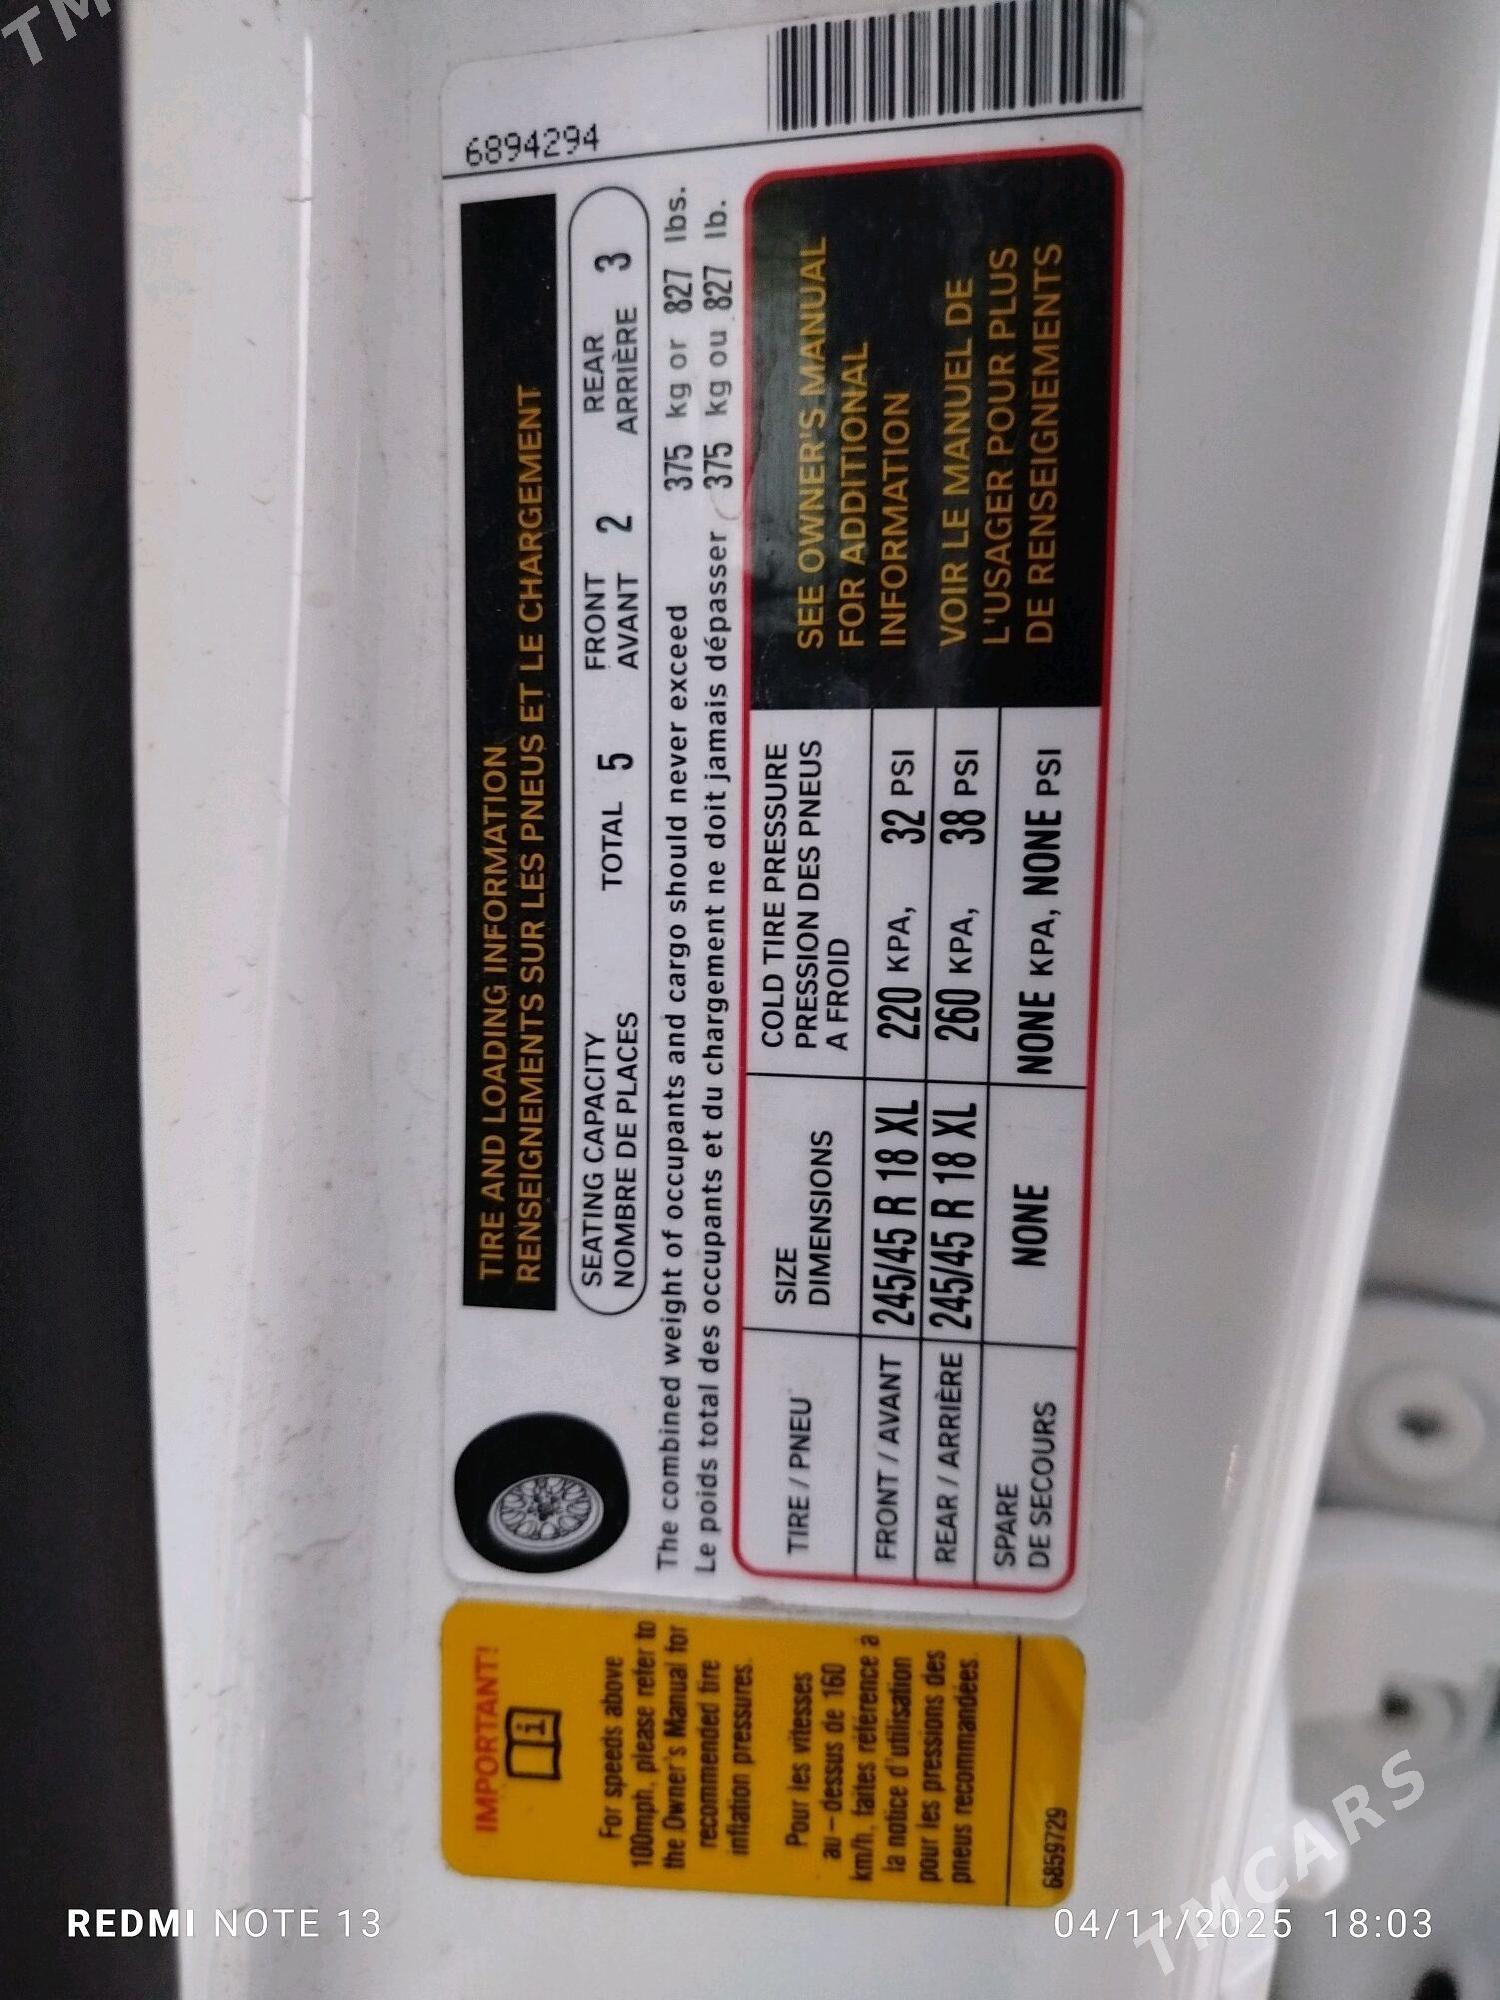 6894294
TIRE AND LOADING INFORMATION
RENSEIGNEMENTS SUR LES PNEUS ET LE CHARGEMENT
SEATING CAPACITY TOTAL 5 FRONT 2 REAR 3
NOMBRE DE PLACES AVANT ARRIÈRE
The combined weight of occupants and cargo should never exceed 375 kg or 827 lbs.
Le poids total des occupants et du chargement ne doit jamais dépasser 375 kg ou 827 lb.
TIRE / PNEU
SIZE
DIMENSIONS
COLD TIRE PRESSURE
PRESSION DES PNEUS
A FROID
FRONT / AVANT 245/45 R 18 XL 220 KPA, 32 PSI
REAR / ARRIÈRE 245/45 R 18 XL 260 KPA, 38 PSI
SPARE
DE SECOURS
NONE NONE KPA, NONE PSI
SEE OWNER'S MANUAL
FOR ADDITIONAL
INFORMATION
VOIR LE MANUEL DE
L'USAGER POUR PLUS
DE RENSEIGNEMENTS
IMPORTANT!
For speeds above
100mph, please refer to
the Owner's Manual for
recommended tire
inflation pressures.
Pour les vitesses
au - dessus de 160
km/h, faites référence à
la notice d'utilisation
pour les pressions des
pneus recommandées.
6859729
REDMI NOTE 13
04/11/2025 18:03
TMCARS
TM